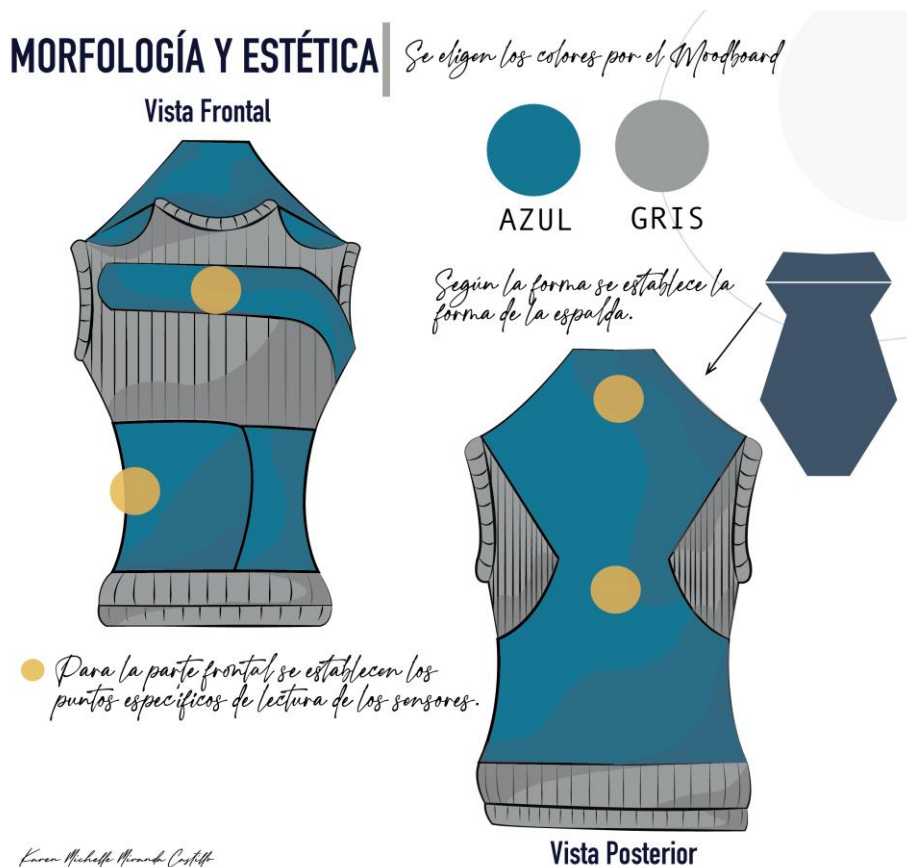 MORFOLOGÍA Y ESTÉTICA
Se eligen los colores por el Moodboard
Vista Frontal
AZUL
GRIS
Según la forma se establece la
forma de la espalda.
Para la parte frontal se establecen los
puntos específicos de lectura de los sensores.
Karen Michelle Miranda Castillo
Vista Posterior